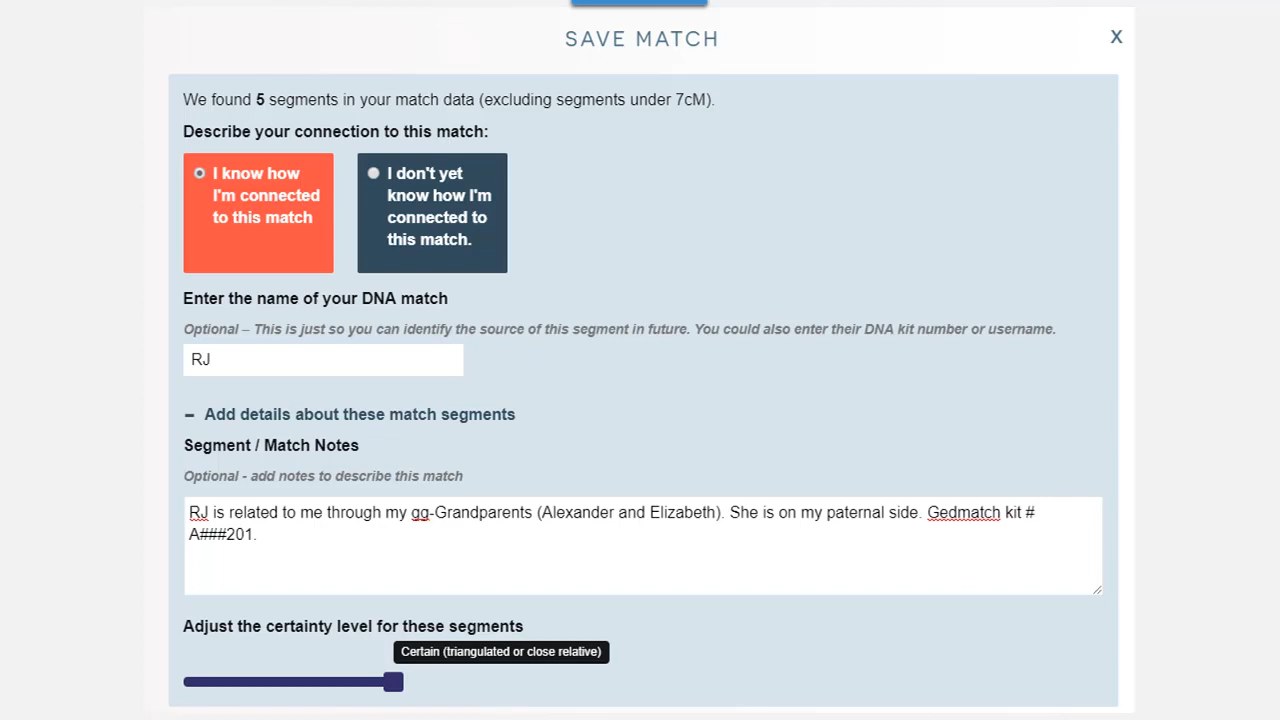 SAVE MATCH
X
We found 5 segments in your match data (excluding segments under 7cM).
Describe your connection to this match:
I know how
I'm connected
to this match
I don't yet
know how I'm
connected to
this match.
Enter the name of your DNA match
Optional – This is just so you can identify the source of this segment in future. You could also enter their DNA kit number or username.
RJ
– Add details about these match segments
Segment / Match Notes
Optional - add notes to describe this match
RJ is related to me through my gg-Grandparents (Alexander and Elizabeth). She is on my paternal side. Gedmatch kit #
A###201.
Adjust the certainty level for these segments
Certain (triangulated or close relative)